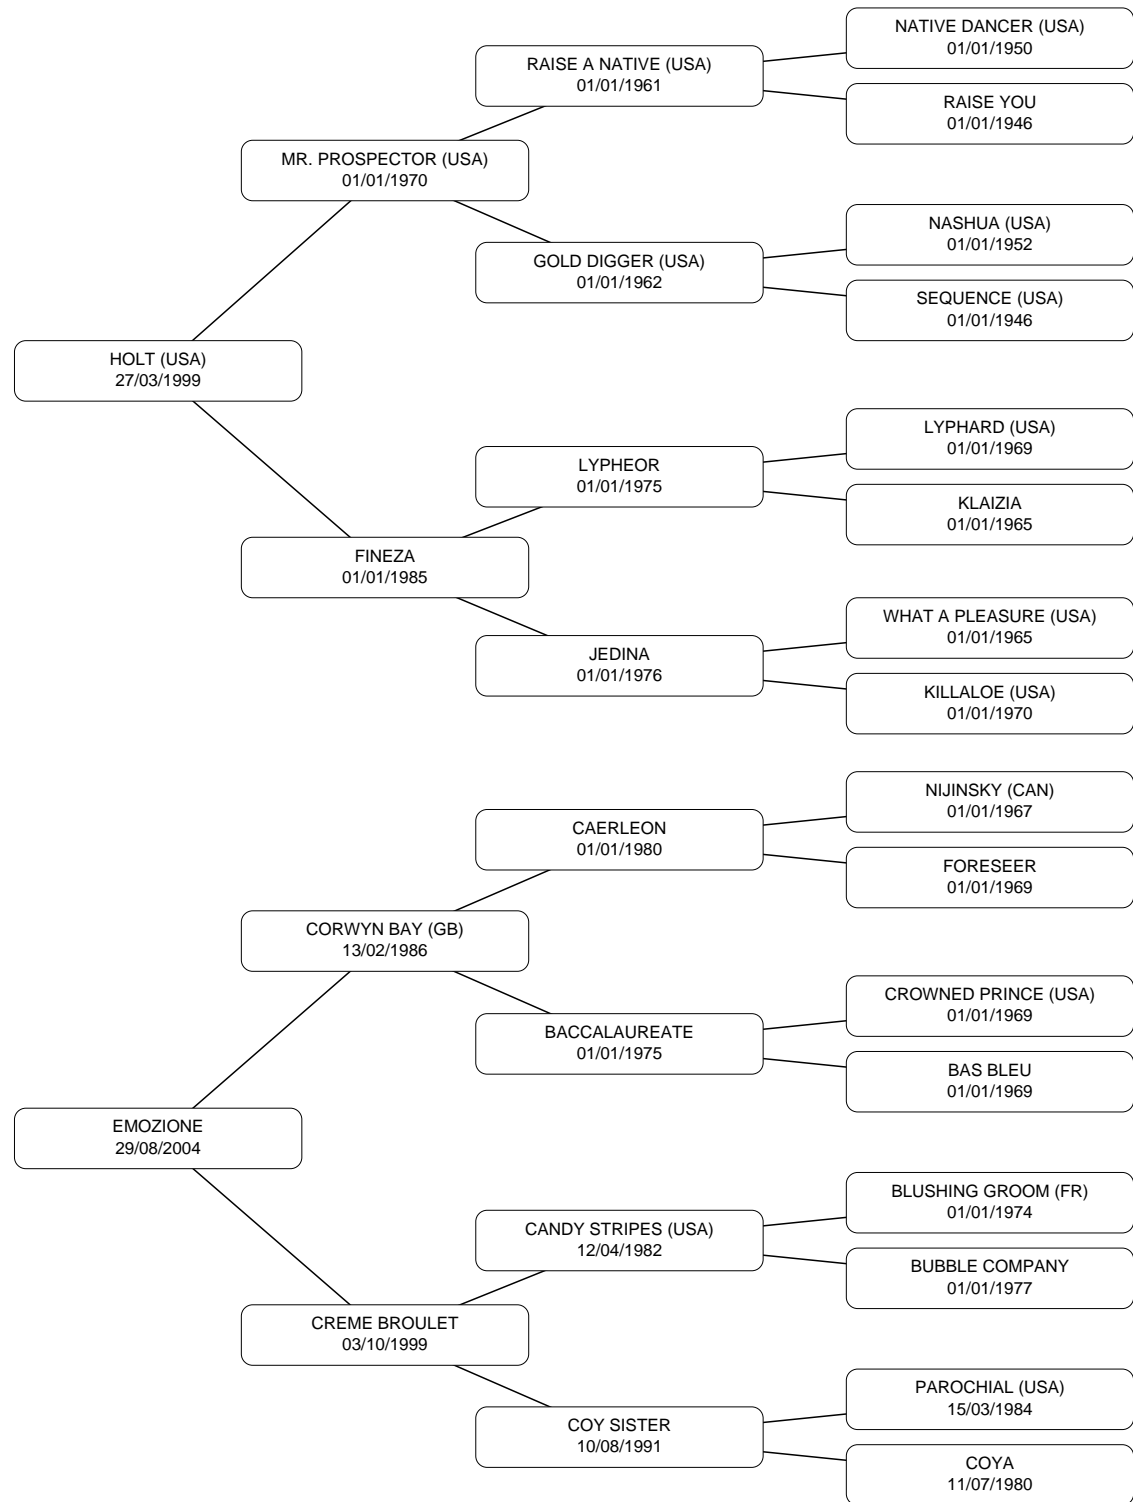 NATIVE DANCER (USA)
01/01/1950
RAISE A NATIVE (USA)
01/01/1961
RAISE YOU
01/01/1946
MR. PROSPECTOR (USA)
01/01/1970
NASHUA (USA)
01/01/1952
GOLD DIGGER (USA)
01/01/1962
SEQUENCE (USA)
01/01/1946
HOLT (USA)
27/03/1999
LYPHARD (USA)
01/01/1969
LYPHEOR
01/01/1975
KLAIZIA
01/01/1965
FINEZA
01/01/1985
WHAT A PLEASURE (USA)
01/01/1965
JEDINA
01/01/1976
KILLALOE (USA)
01/01/1970
NIJINSKY (CAN)
01/01/1967
CAERLEON
01/01/1980
FORESEER
01/01/1969
CORWYN BAY (GB)
13/02/1986
CROWNED PRINCE (USA)
01/01/1969
BACCALAUREATE
01/01/1975
BAS BLEU
01/01/1969
EMOZIONE
29/08/2004
BLUSHING GROOM (FR)
01/01/1974
CANDY STRIPES (USA)
12/04/1982
BUBBLE COMPANY
01/01/1977
CREME BROULET
03/10/1999
PAROCHIAL (USA)
15/03/1984
COY SISTER
10/08/1991
COYA
11/07/1980